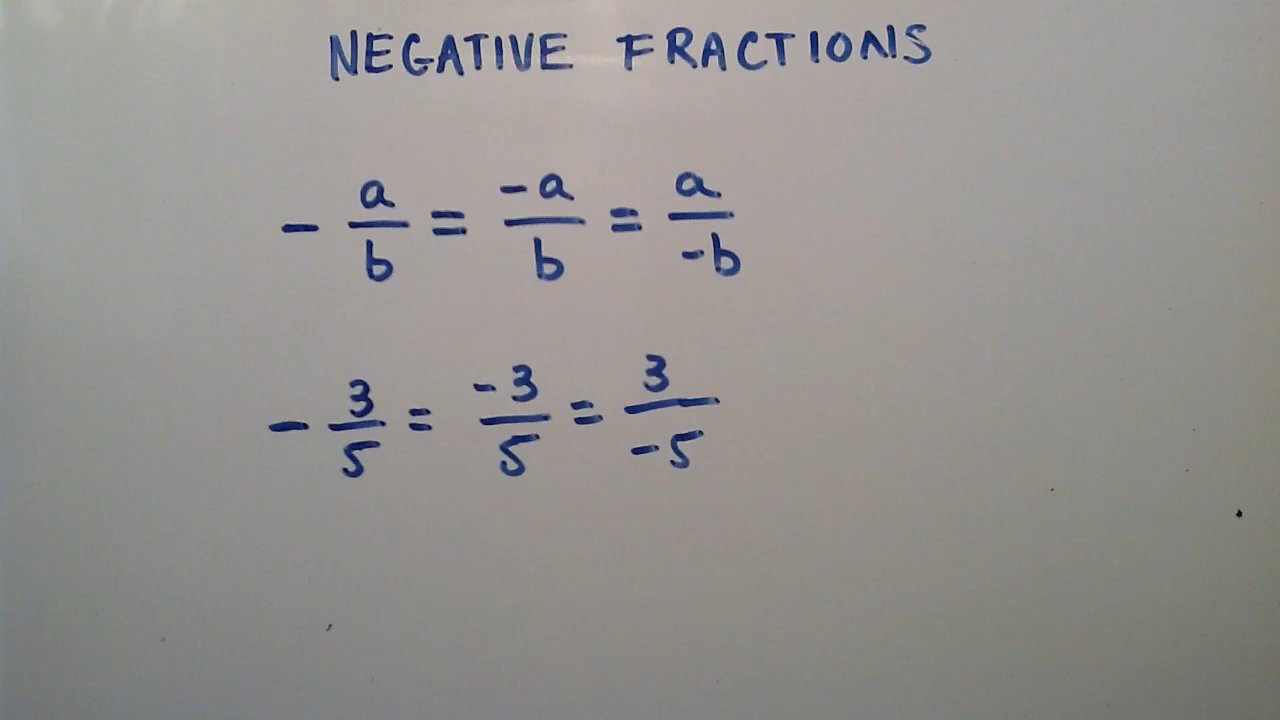 NEGATIVE FRACTIONS
- a/b = -a/b = a/-b
- 3/5 = -3/5 = 3/-5